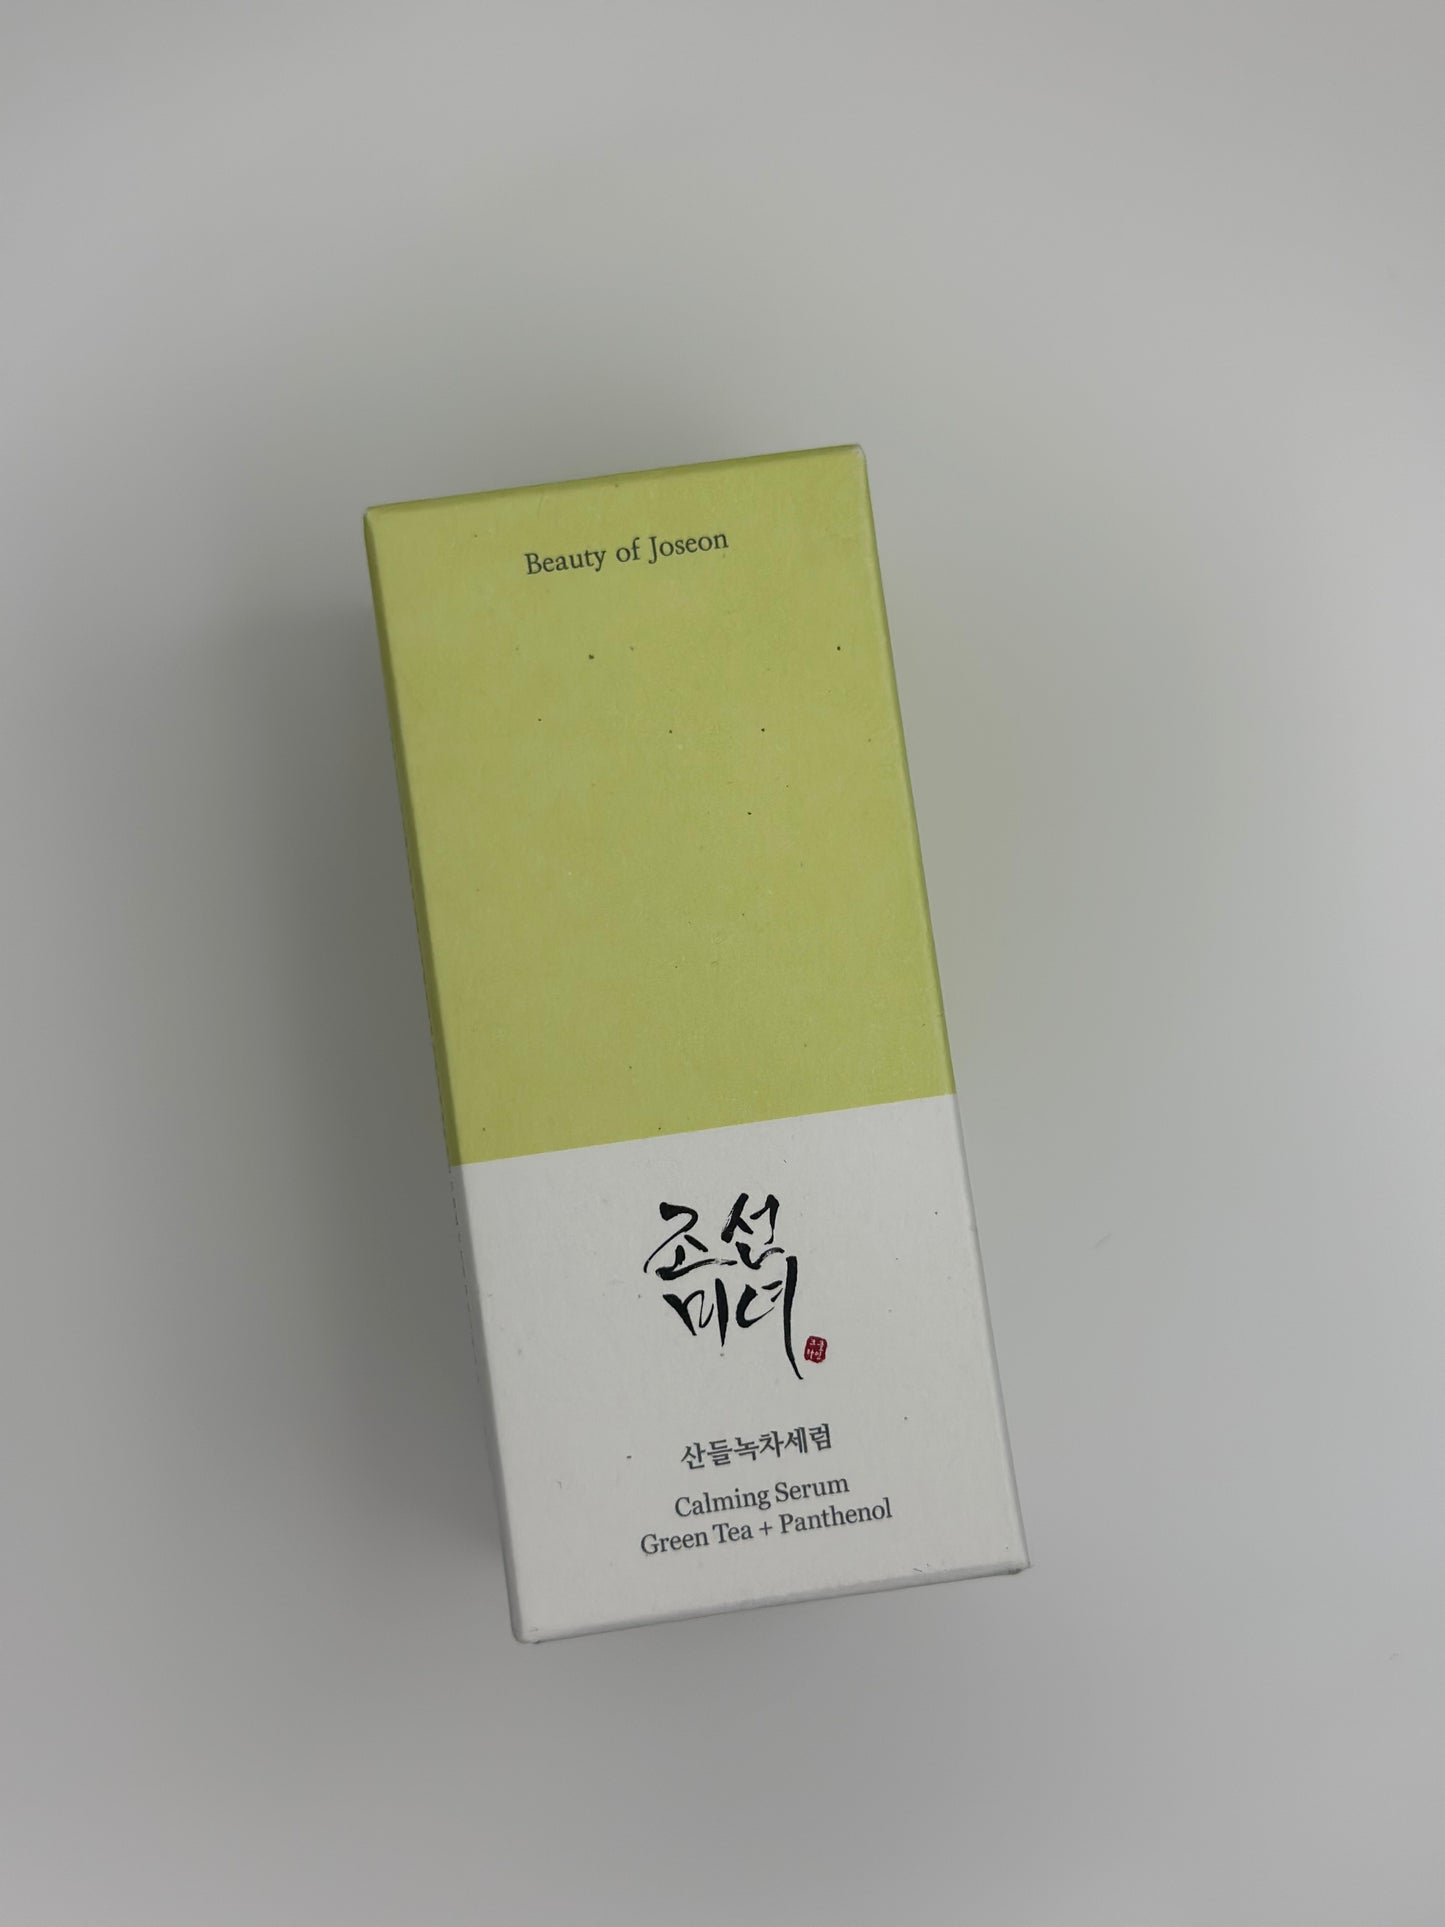 Beauty of Joseon
조선
미녀
산들녹차세럼
Calming Serum
Green Tea + Panthenol